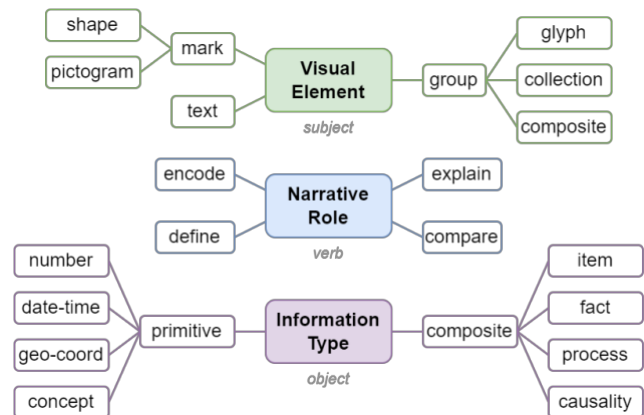 shape
mark
pictogram
text
Visual
Element
subject
group
glyph
collection
composite
encode
define
Narrative
Role
verb
explain
compare
number
date-time
geo-coord
concept
primitive
Information
Type
object
composite
item
fact
process
causality